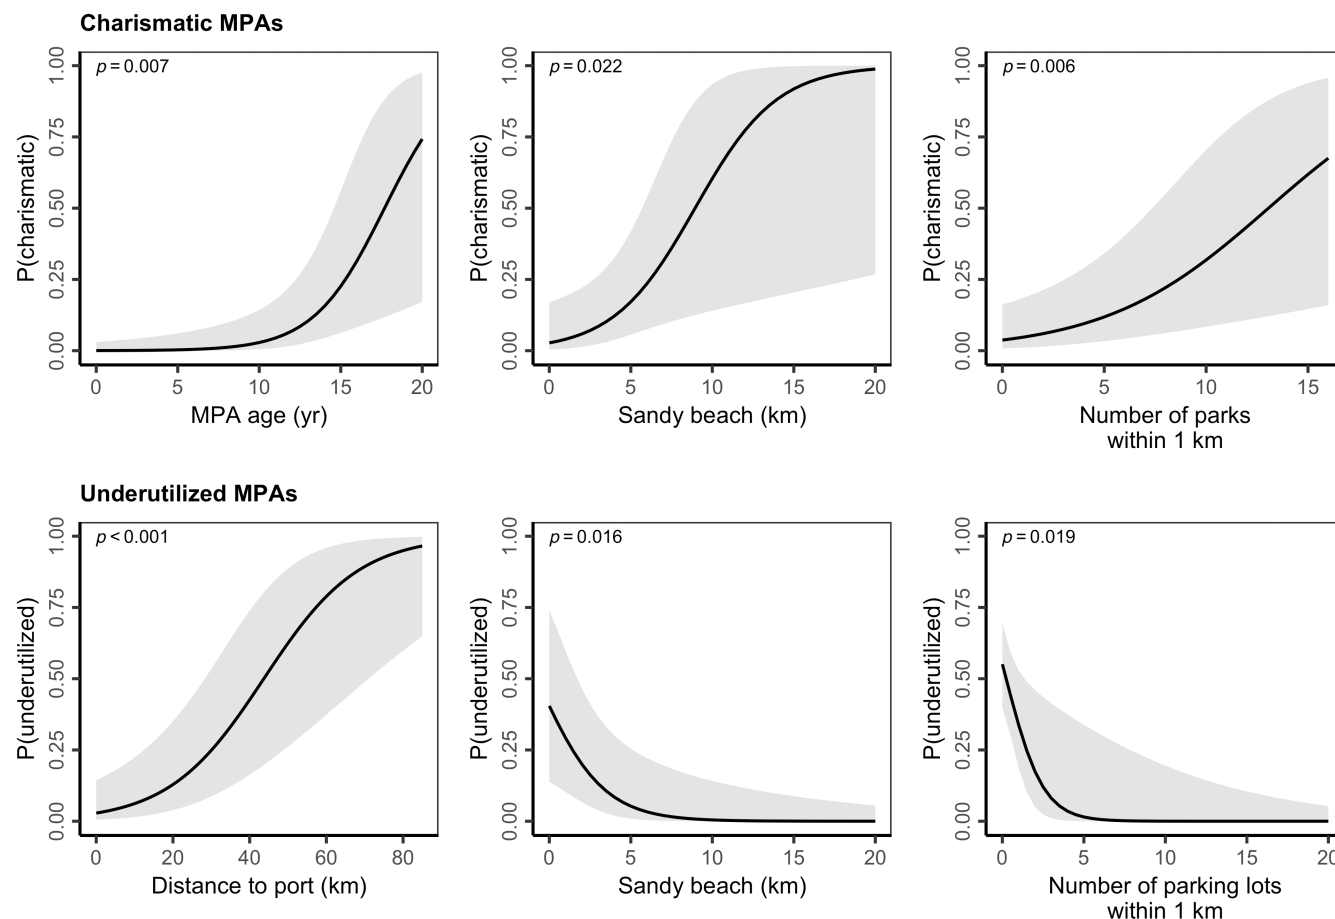 Charismatic MPAs
p = 0.007
P(charismatic)
0.00 0.25 0.50 0.75 1.00
0 5 10 15 20
MPA age (yr)
p = 0.022
P(charismatic)
0.00 0.25 0.50 0.75 1.00
0 5 10 15 20
Sandy beach (km)
p = 0.006
P(charismatic)
0.00 0.25 0.50 0.75 1.00
0 5 10 15
Number of parks
within 1 km
Underutilized MPAs
p < 0.001
P(underutilized)
0.00 0.25 0.50 0.75 1.00
0 20 40 60 80
Distance to port (km)
p = 0.016
P(underutilized)
0.00 0.25 0.50 0.75 1.00
0 5 10 15 20
Sandy beach (km)
p = 0.019
P(underutilized)
0.00 0.25 0.50 0.75 1.00
0 5 10 15 20
Number of parking lots
within 1 km